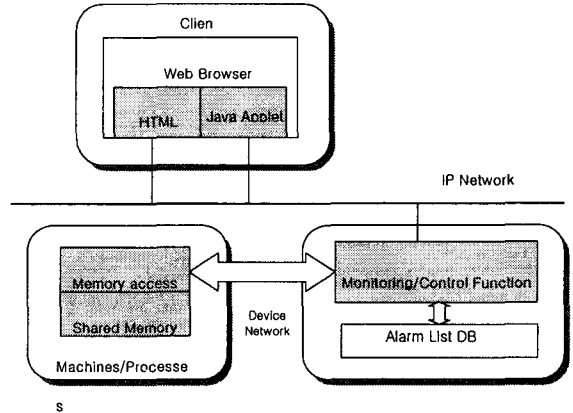 Clien
Web Browser
HTML
Java Applet
IP Network
Memory access
Shared Memory
Machines/Processe
s
Device
Network
Monitoring/Control Function
Alarm List DB